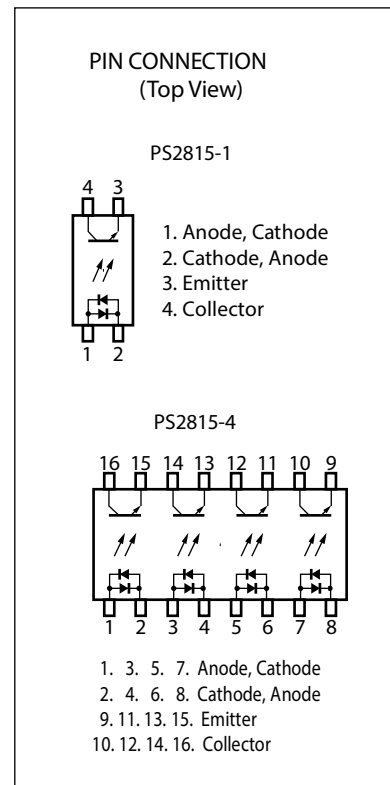 PIN CONNECTION
(Top View)
PS2815-1
4 3
1. Anode, Cathode
2. Cathode, Anode
3. Emitter
4. Collector
1 2
PS2815-4
16 15 14 13 12 11 10 9
1 2 3 4 5 6 7 8
1. 3. 5. 7. Anode, Cathode
2. 4. 6. 8. Cathode, Anode
9. 11. 13. 15. Emitter
10. 12. 14. 16. Collector